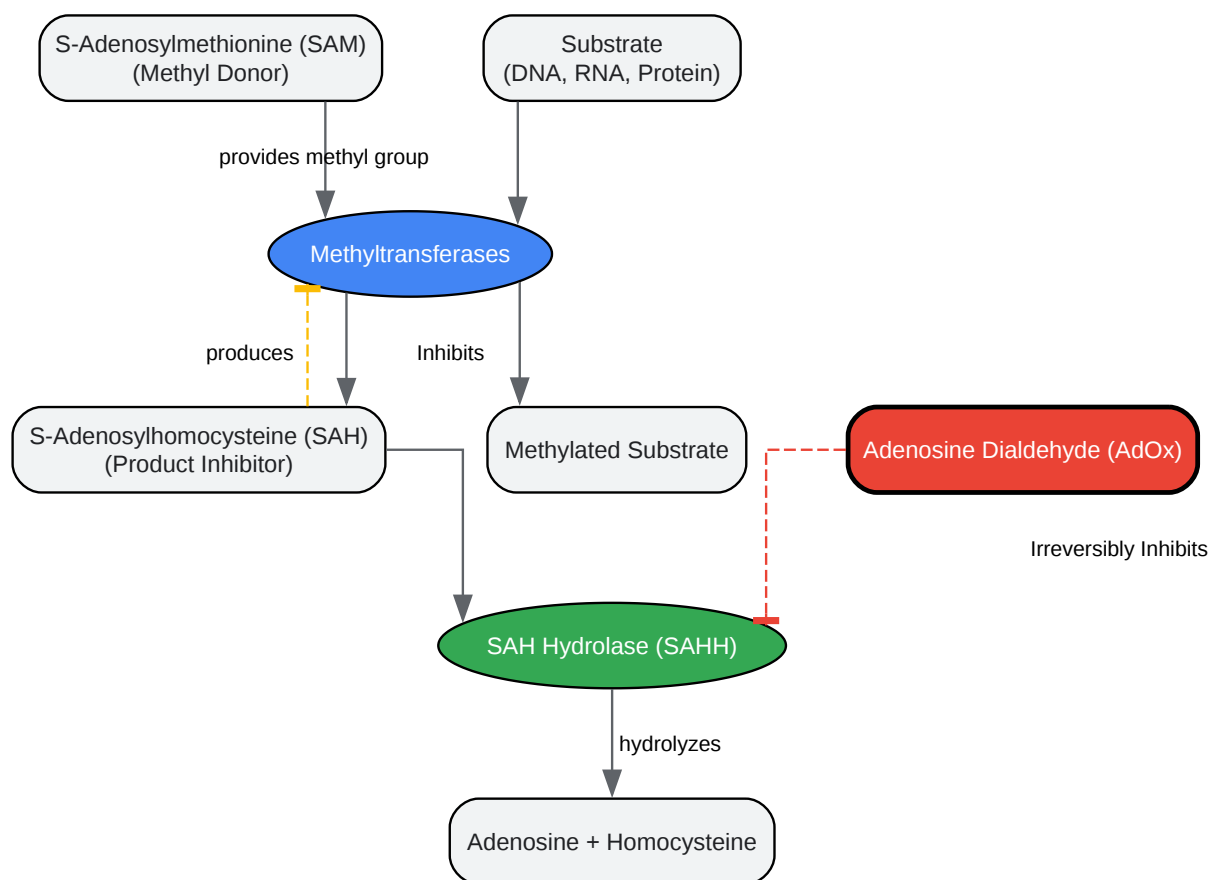 S-Adenosylmethionine (SAM)
(Methyl Donor)
Substrate
(DNA, RNA, Protein)
provides methyl group
Methyltransferases
produces
Inhibits
S-Adenosylhomocysteine (SAH)
(Product Inhibitor)
Methylated Substrate
Adenosine Dialdehyde (AdOx)
Irreversibly Inhibits
SAH Hydrolase (SAHH)
hydrolyzes
Adenosine + Homocysteine